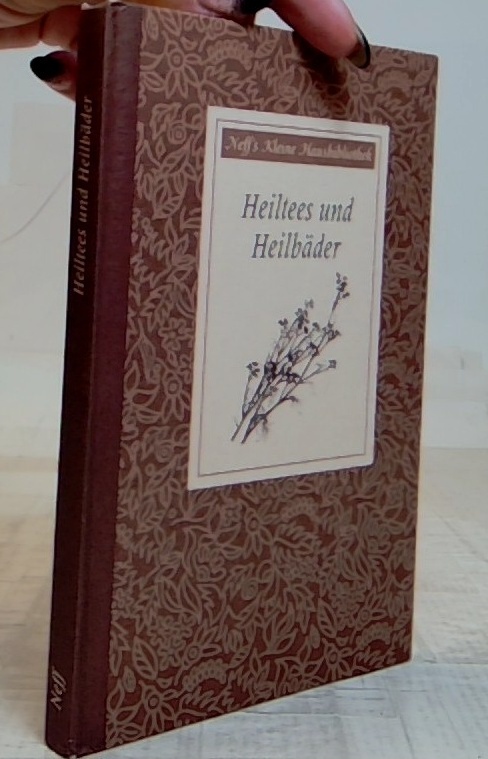 Neff's Kleine Hausbibliothek
Heiltees und
Heilbäder
Heiltees und Heilbäder
Neff